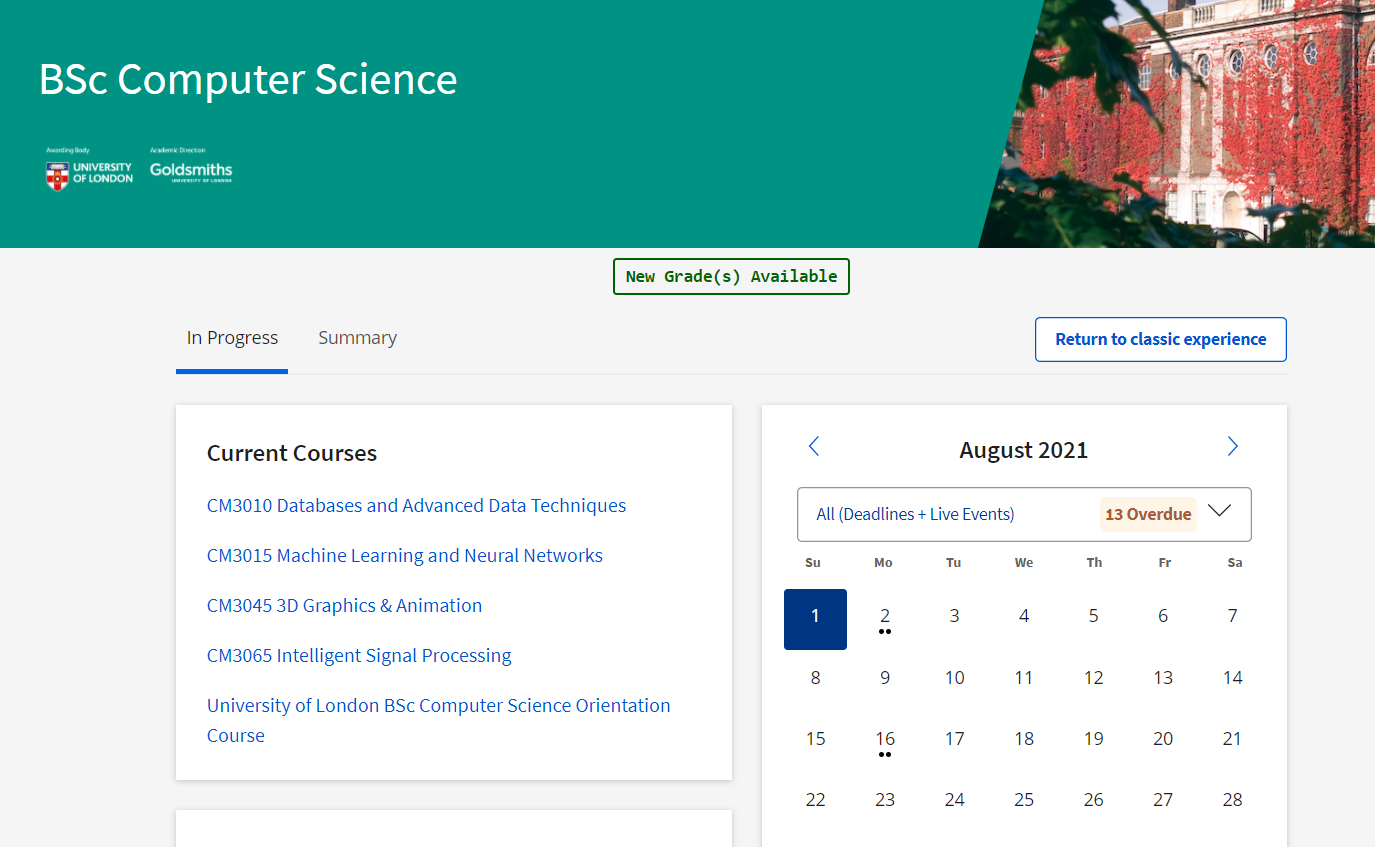 BSc Computer Science
Awarding Body
Academic Direction
UNIVERSITY
OF LONDON
Goldsmiths
UNIVERSITY OF LONDON
New Grade(s) Available
In Progress
Summary
Return to classic experience
Current Courses
CM3010 Databases and Advanced Data Techniques
CM3015 Machine Learning and Neural Networks
CM3045 3D Graphics & Animation
CM3065 Intelligent Signal Processing
University of London BSc Computer Science Orientation
Course
August 2021
All (Deadlines + Live Events)
13 Overdue
Su Mo Tu We Th Fr Sa
1 2 3 4 5 6 7
8 9 10 11 12 13 14
15 16 17 18 19 20 21
22 23 24 25 26 27 28